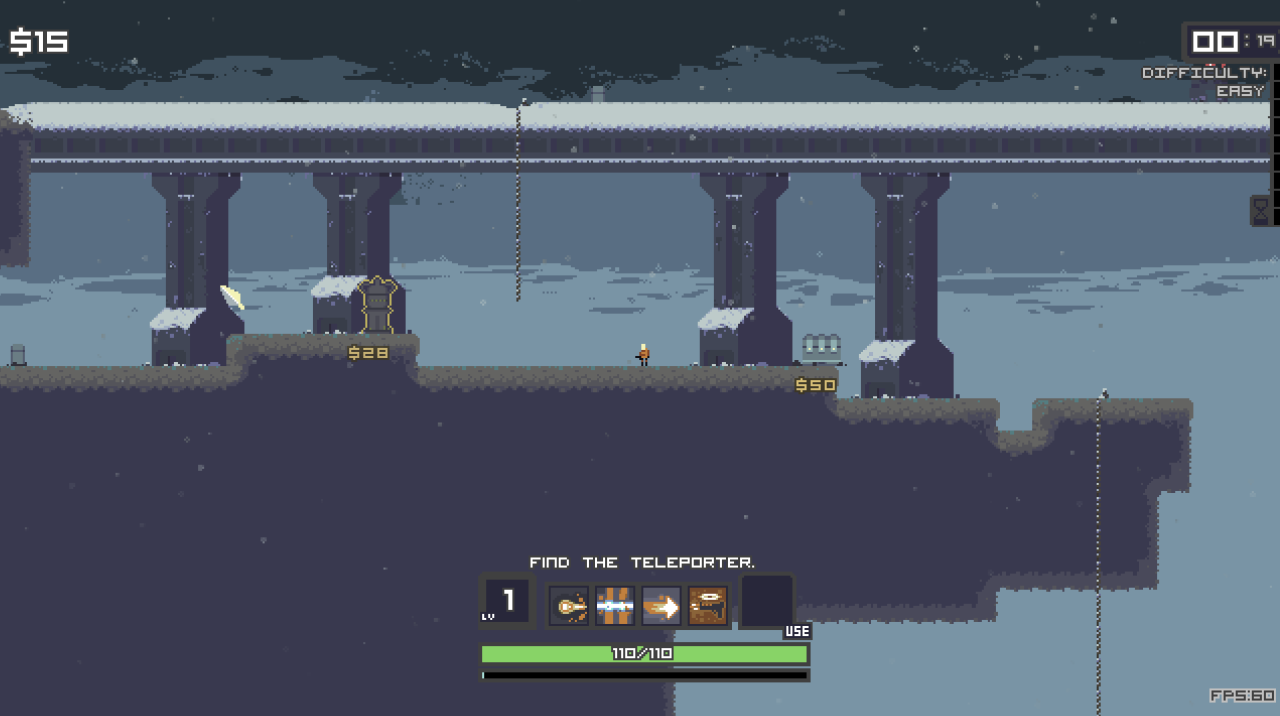 $15
00:19
DIFFICULTY:
EASY
$28
$50
FIND THE TELEPORTER.
1
LV
USE
110/110
FPS:60